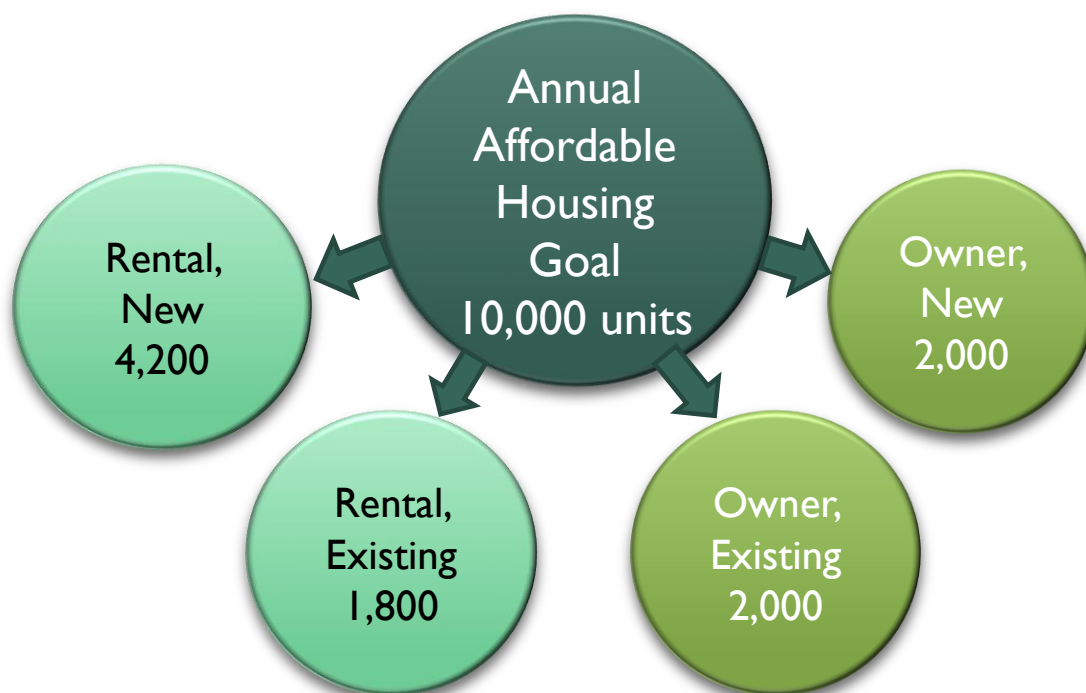 Annual
Affordable
Housing
Goal
10,000 units
Rental,
New
4,200
Rental,
Existing
1,800
Owner,
Existing
2,000
Owner,
New
2,000